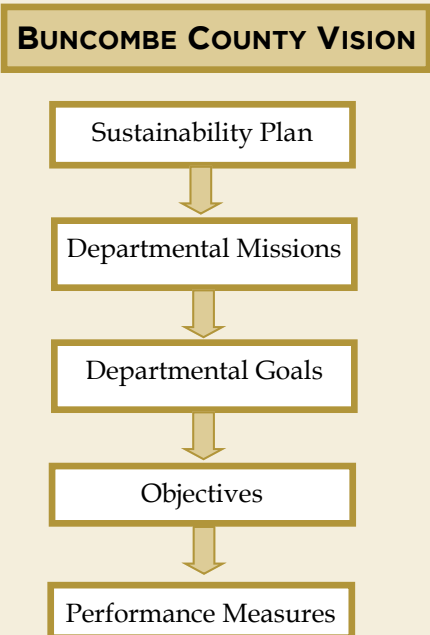 BUNCOMBE COUNTY VISION
Sustainability Plan
Departmental Missions
Departmental Goals
Objectives
Performance Measures